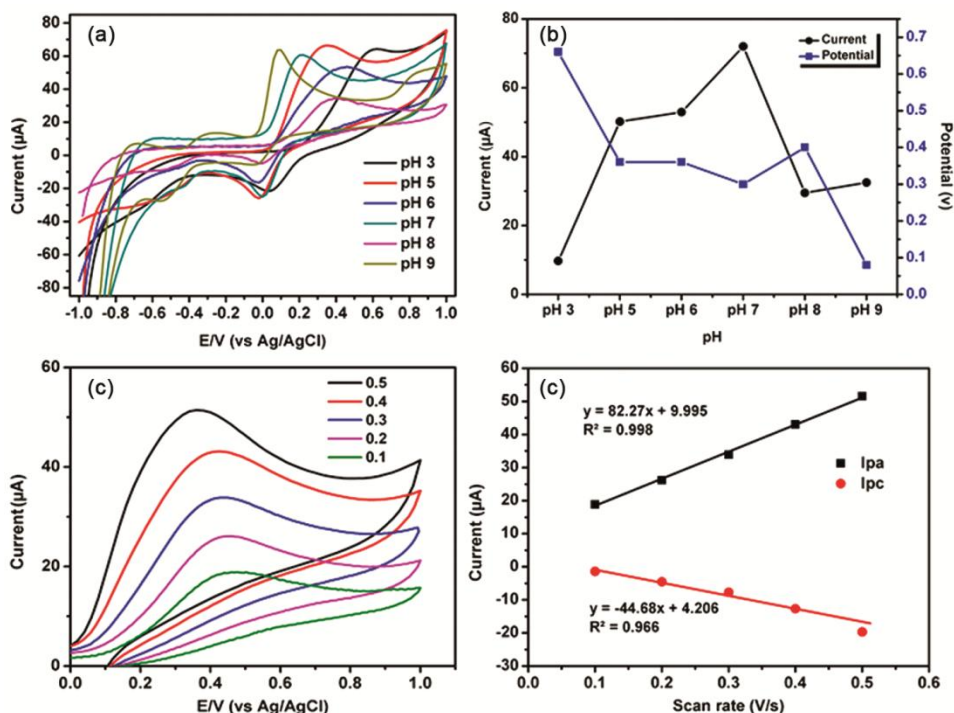 (a)
Current (µA)
80
60
40
20
0
-20
-40
-60
-80
pH 3
pH 5
pH 6
pH 7
pH 8
pH 9
-1.0 -0.8 -0.6 -0.4 -0.2 0.0 0.2 0.4 0.6 0.8 1.0
E/V (vs Ag/AgCl)
(b)
Current
Potential
Current (µA)
80
60
40
20
0
Potential (v)
0.8
0.7
0.6
0.5
0.4
0.3
0.2
0.1
0.0
pH 3 pH 5 pH 6 pH 7 pH 8 pH 9
pH
(c)
Current (µA)
60
40
20
0
0.5
0.4
0.3
0.2
0.1
0.0 0.2 0.4 0.6 0.8 1.0
E/V (vs Ag/AgCl)
(c)
Current (µA)
60
50
40
30
20
10
0
-10
-20
-30
y = 82.27x + 9.995
R² = 0.998
Ipa
Ipc
y = -44.68x + 4.206
R² = 0.966
0.0 0.1 0.2 0.3 0.4 0.5 0.6
Scan rate (V/s)